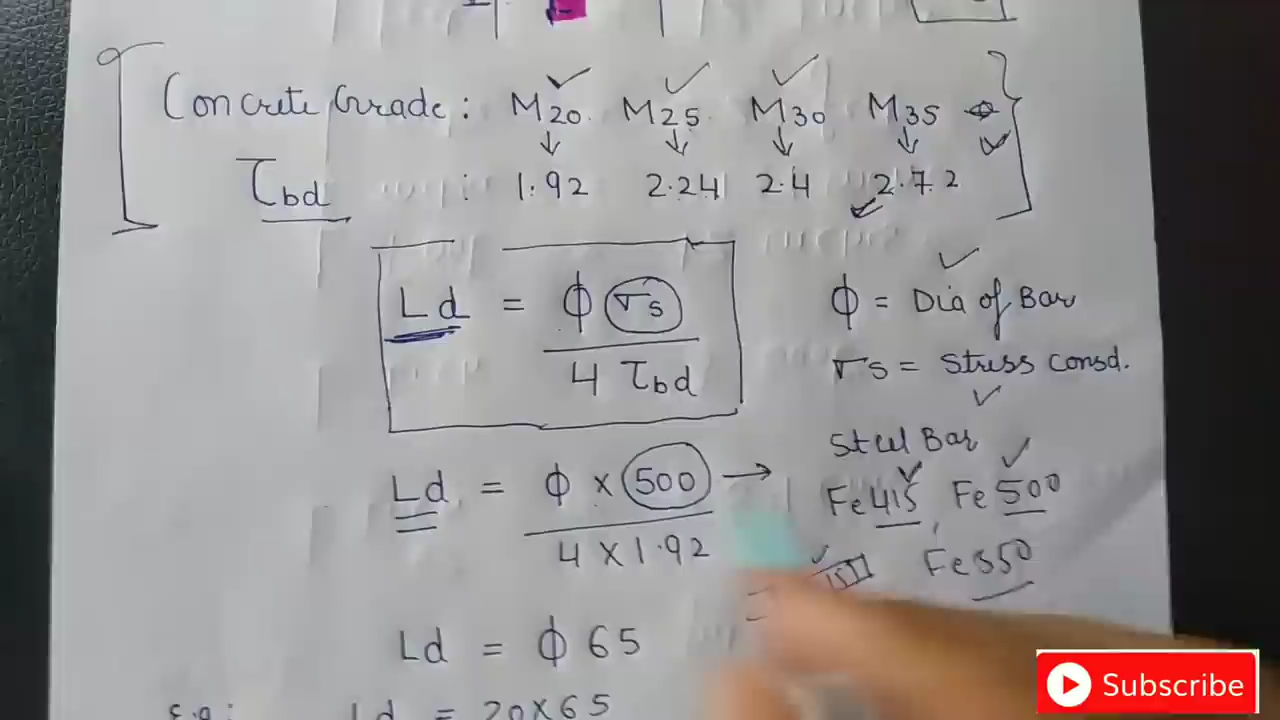 Concrete Grade : M20 M25 M30 M35
τbd : 1.92 2.24 2.4 2.72
Ld = ϕ σs / 4 τbd
ϕ = Dia of Bar
σs = Stress Consd.
Steel Bar
Fe415, Fe500
Fe550
Ld = ϕ × 500 / 4 × 1.92
Ld = ϕ 65
E.g: Ld = 20×65
Subscribe